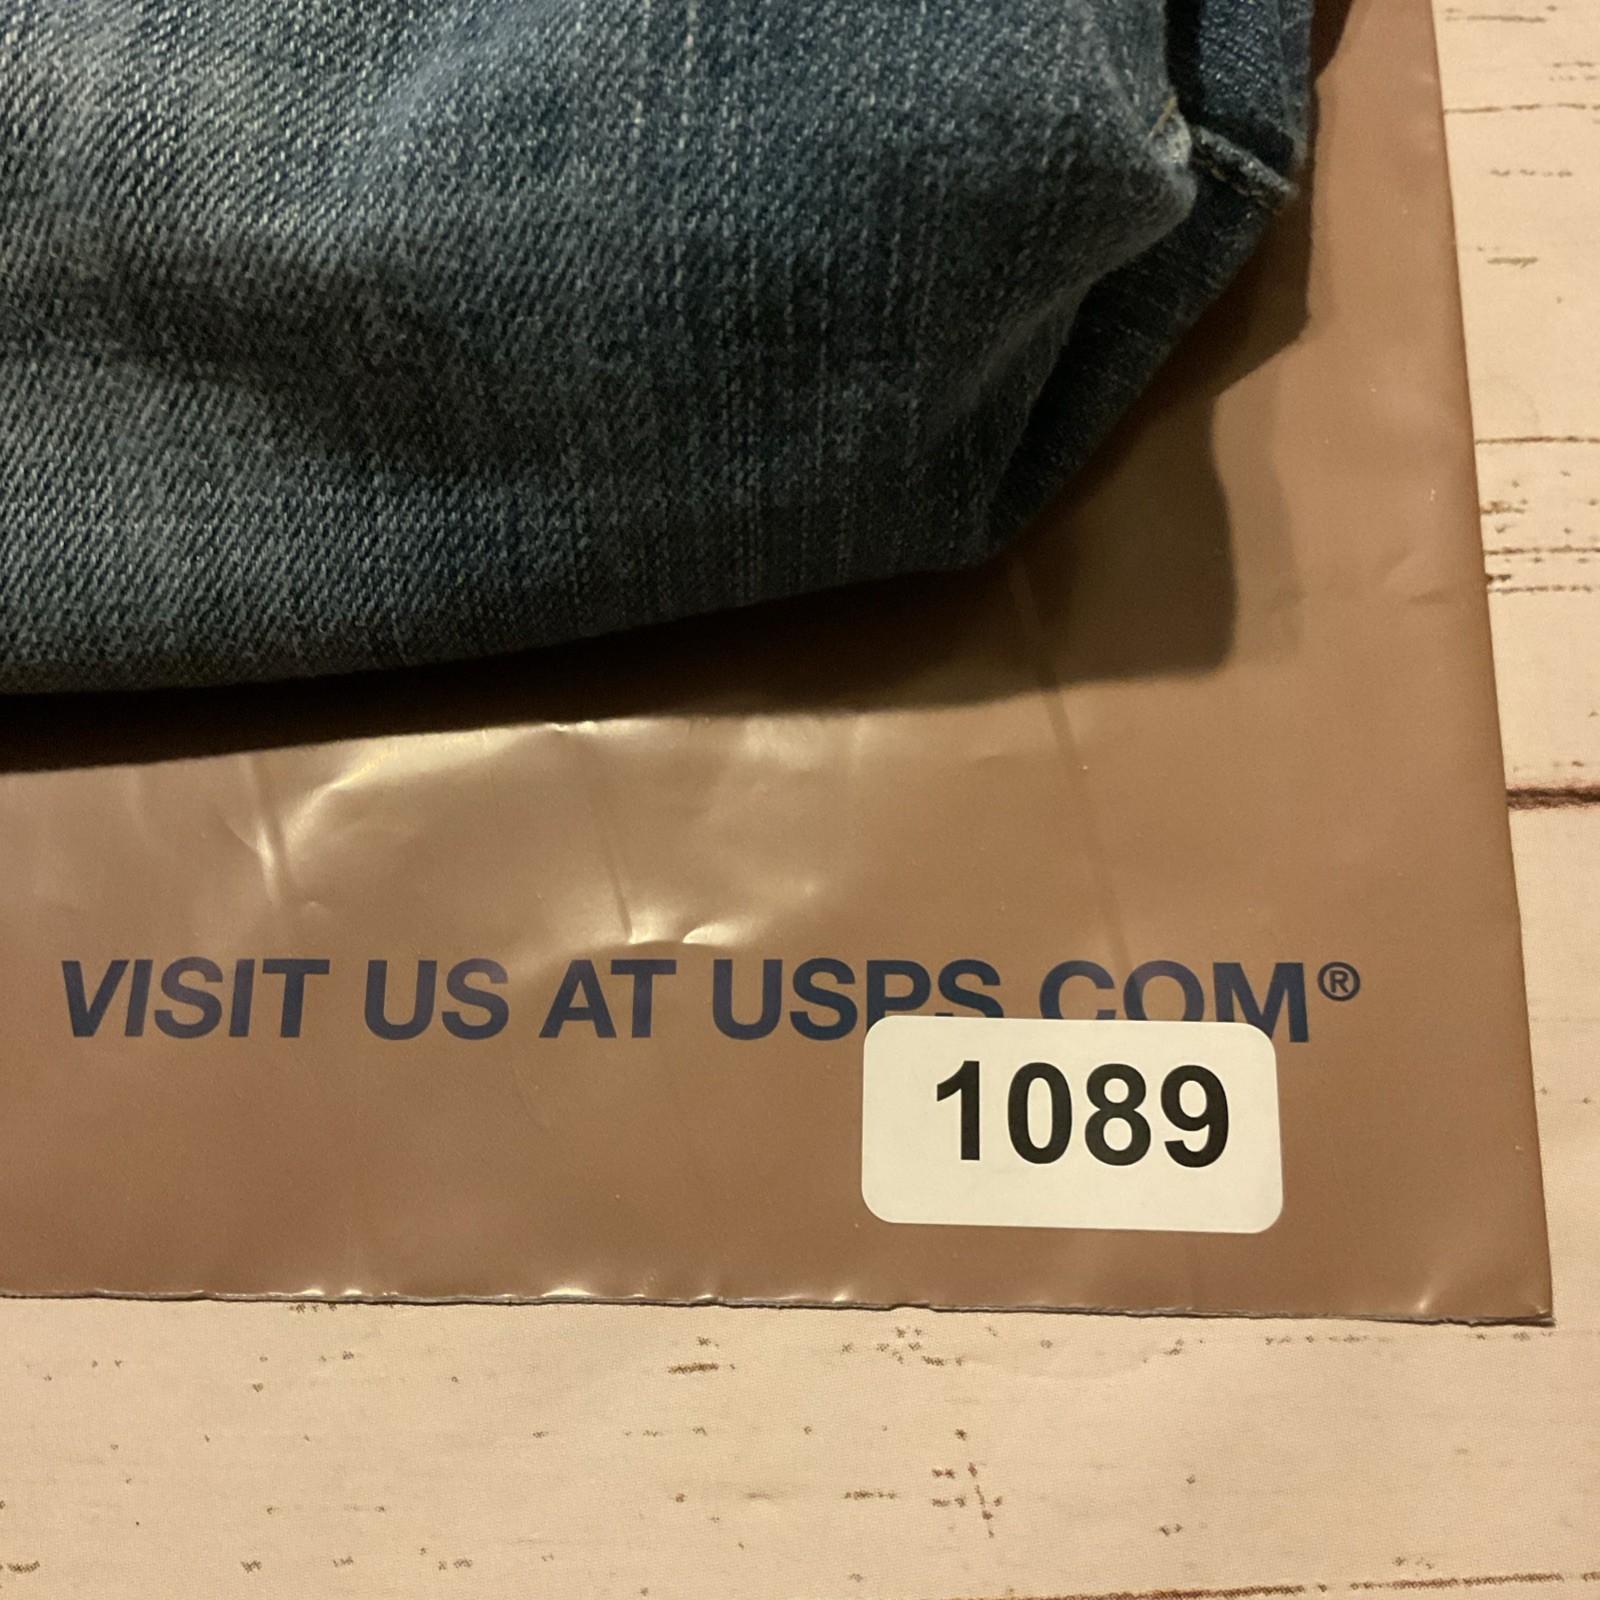 VISIT US AT USPS.COM®
1089